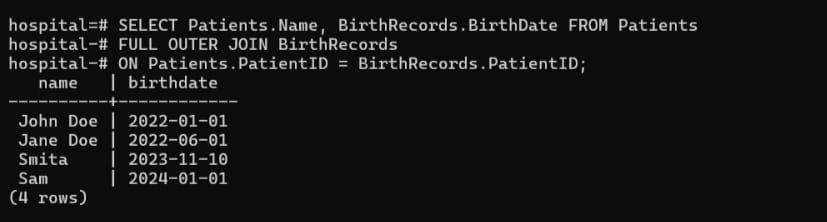 hospital=# SELECT Patients.Name, BirthRecords.BirthDate FROM Patients
hospital-# FULL OUTER JOIN BirthRecords
hospital-# ON Patients.PatientID = BirthRecords.PatientID;
   name   | birthdate
----------+------------
 John Doe | 2022-01-01
 Jane Doe | 2022-06-01
 Smita    | 2023-11-10
 Sam      | 2024-01-01
(4 rows)